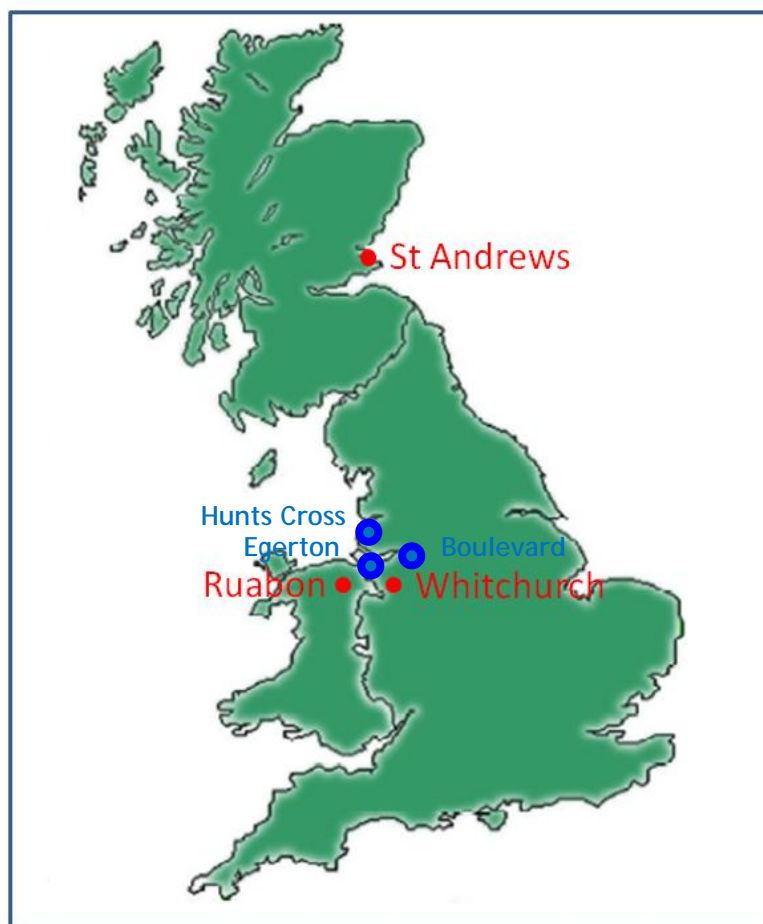 St Andrews
Hunts Cross
Egerton
Boulevard
Ruabon
Whitchurch